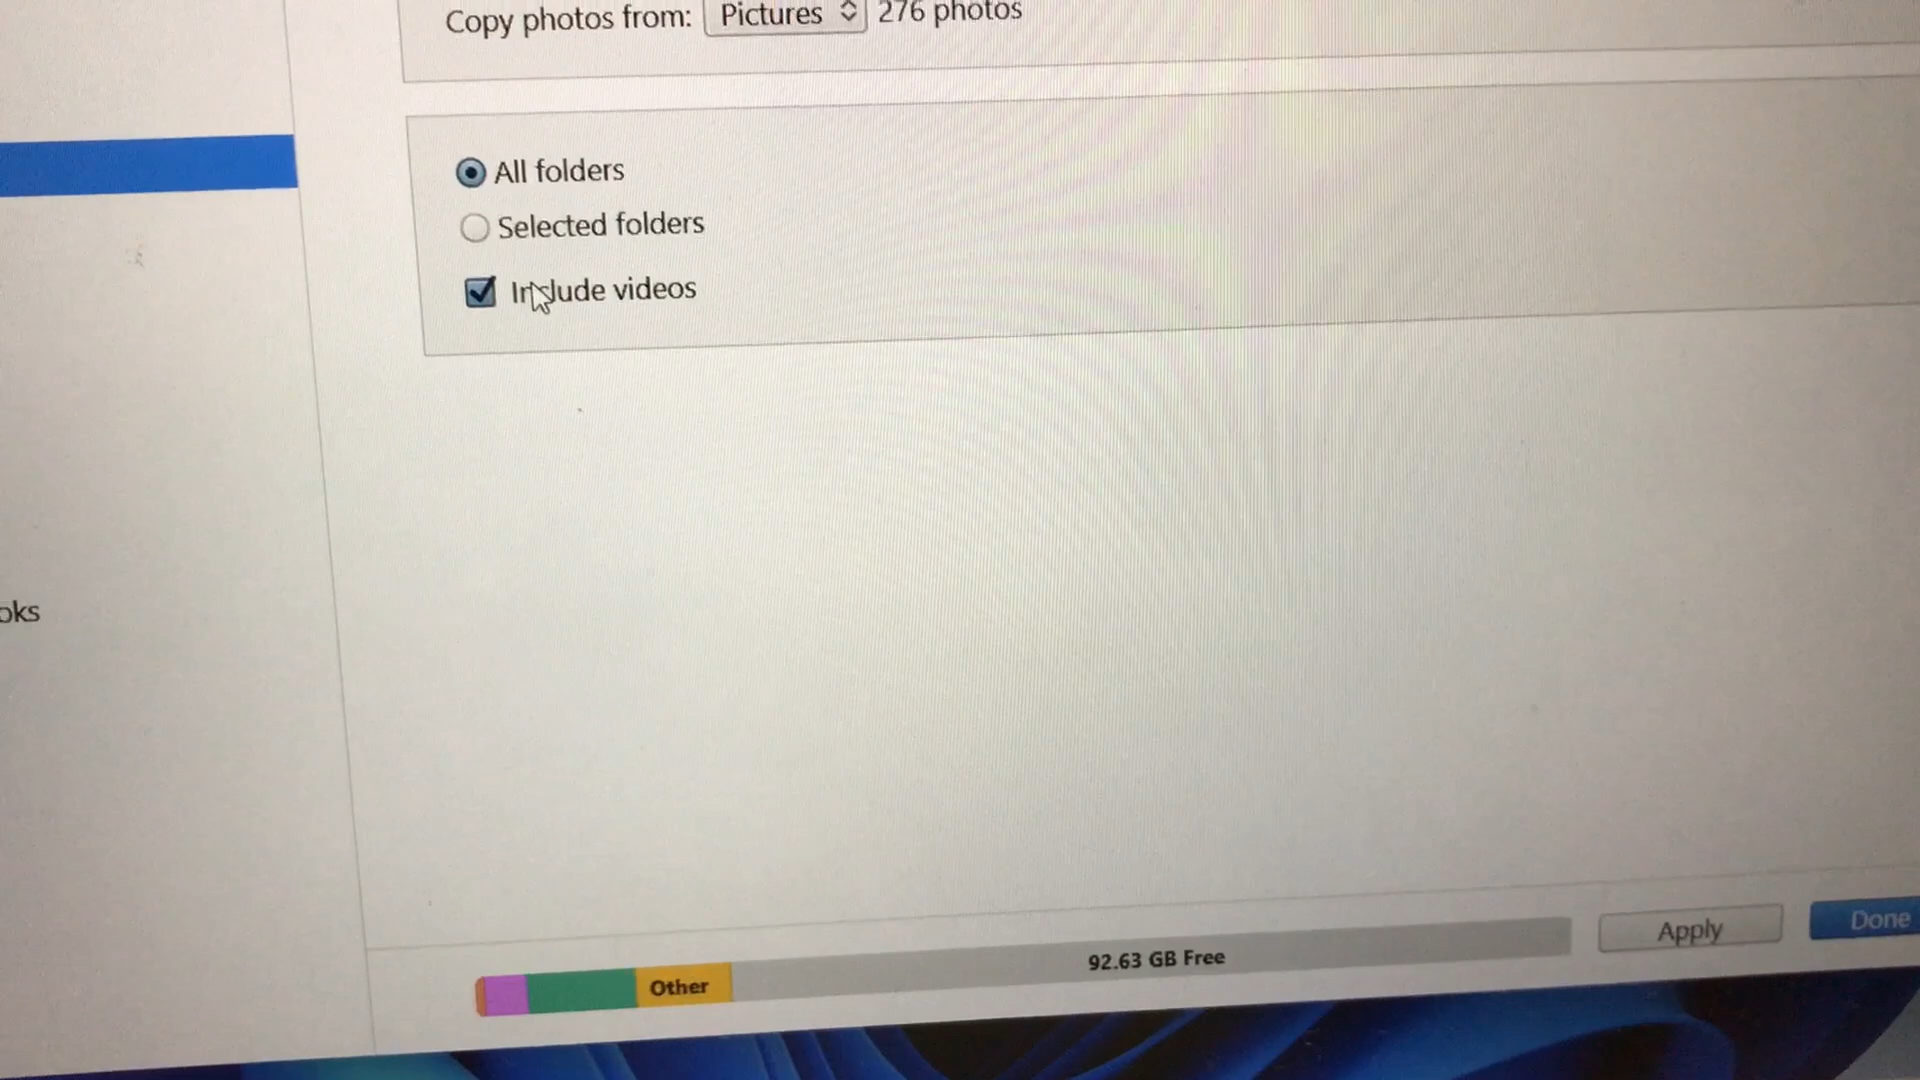 Copy photos from: Pictures 276 photos
All folders
Selected folders
Include videos
oks
Apply
Done
92.63 GB Free
Other